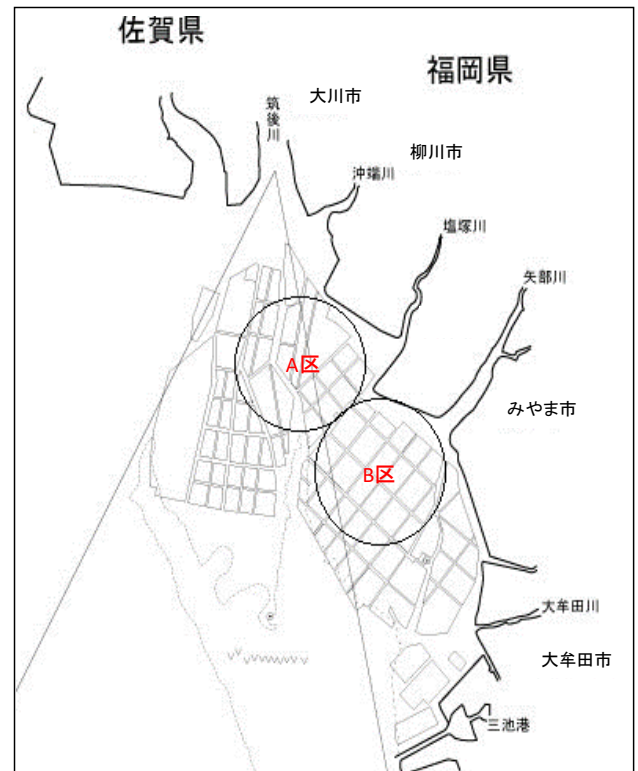 佐賀県
福岡県
大川市
筑後川
柳川市
沖端川
塩塚川
矢部川
A区
みやま市
B区
大牟田川
大牟田市
三池港